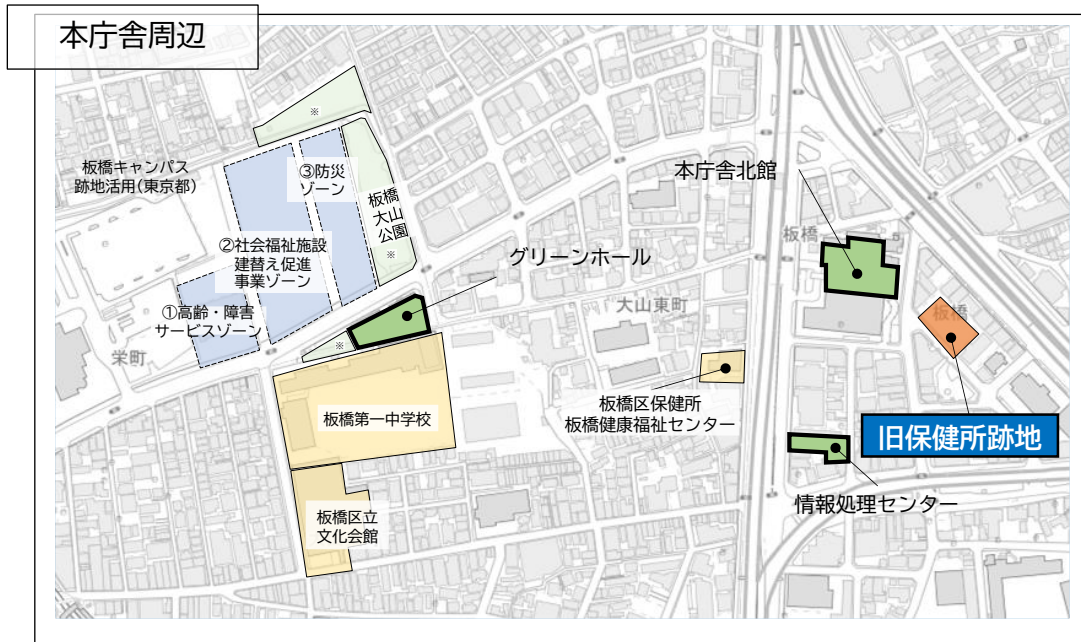 本庁舎周辺
※
板橋キャンパス
跡地活用(東京都)
③防災
ゾーン
板橋
大山
公園
※
本庁舎北館
板橋
グリーンホール
②社会福祉施設
建替え促進
事業ゾーン
大山東町
①高齢・障害
サービスゾーン
栄町
※
板橋
板橋区保健所
板橋健康福祉センター
板橋第一中学校
旧保健所跡地
情報処理センター
板橋区立
文化会館